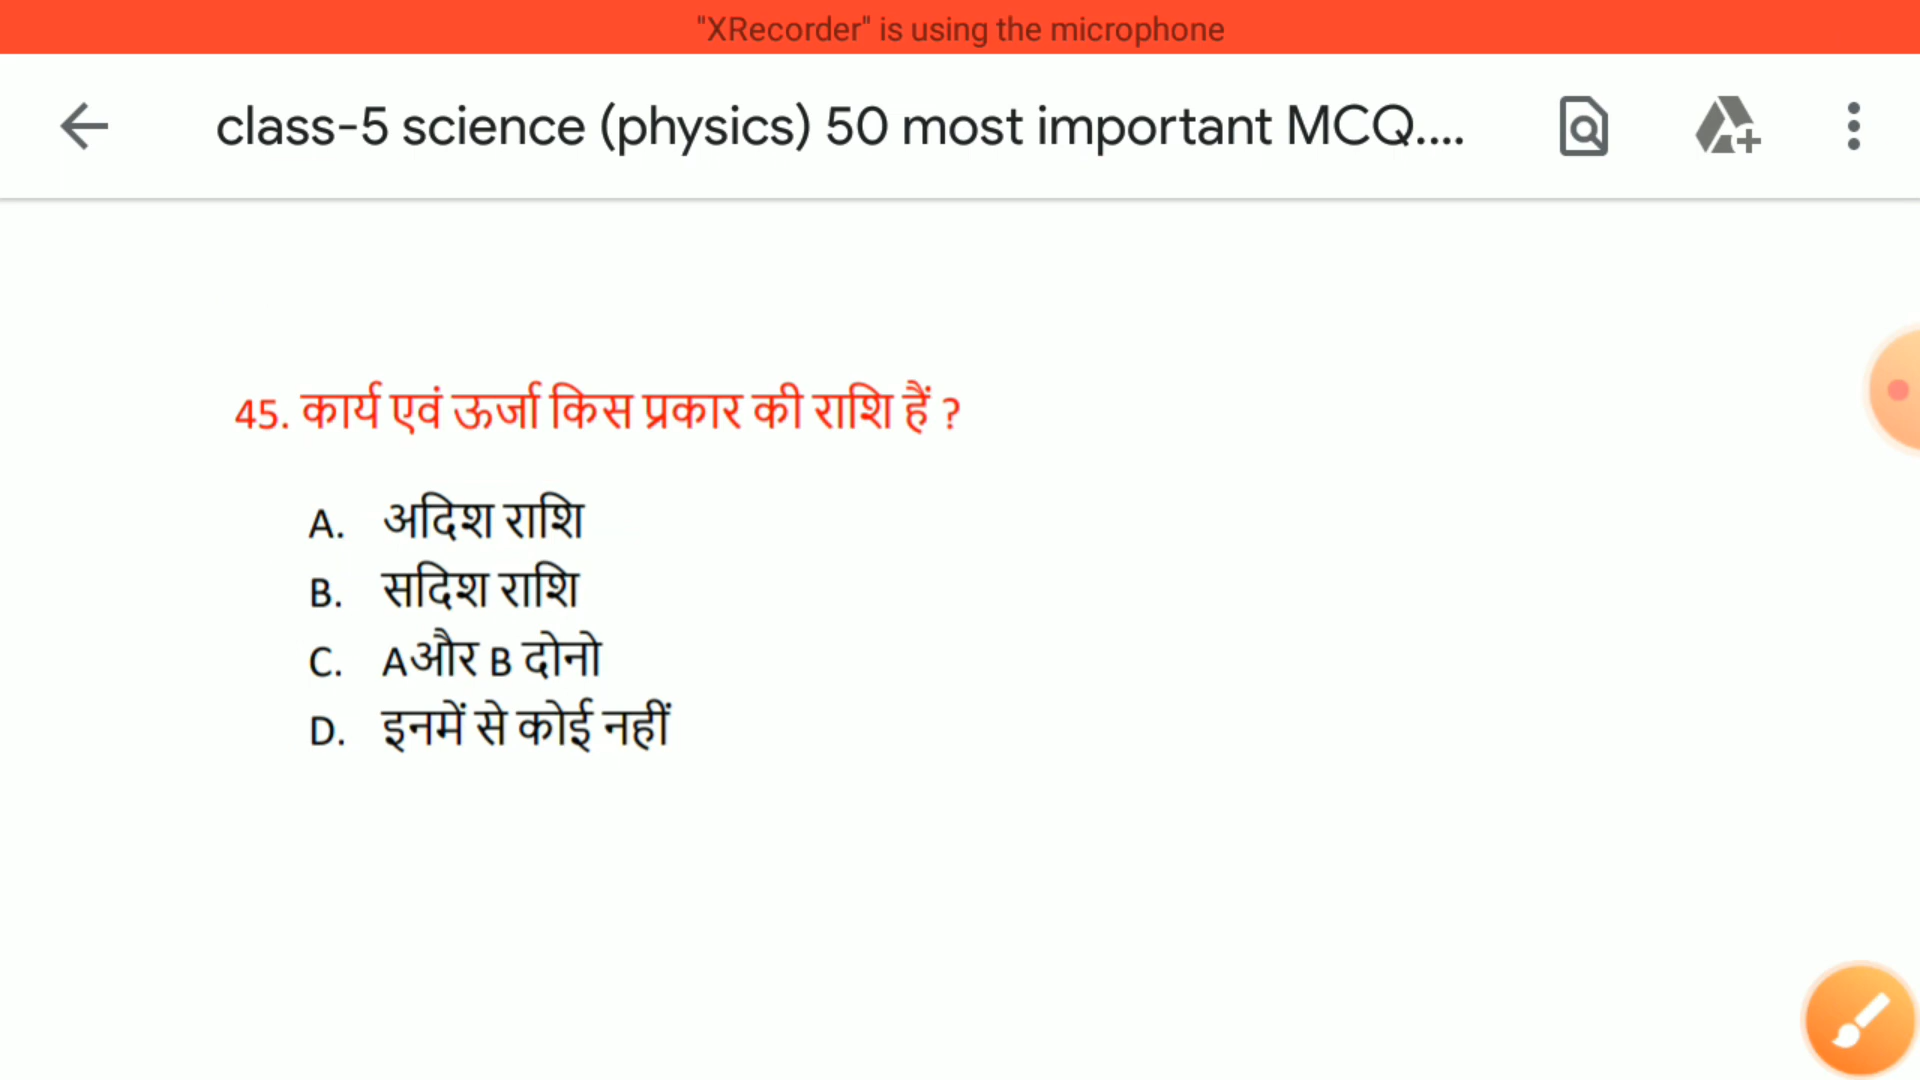 "XRecorder" is using the microphone
class-5 science (physics) 50 most important MCQ....
45. कार्य एवं ऊर्जा किस प्रकार की राशि हैं ?
A. अदिश राशि
B. सदिश राशि
C. Aऔर B दोनो
D. इनमें से कोई नहीं